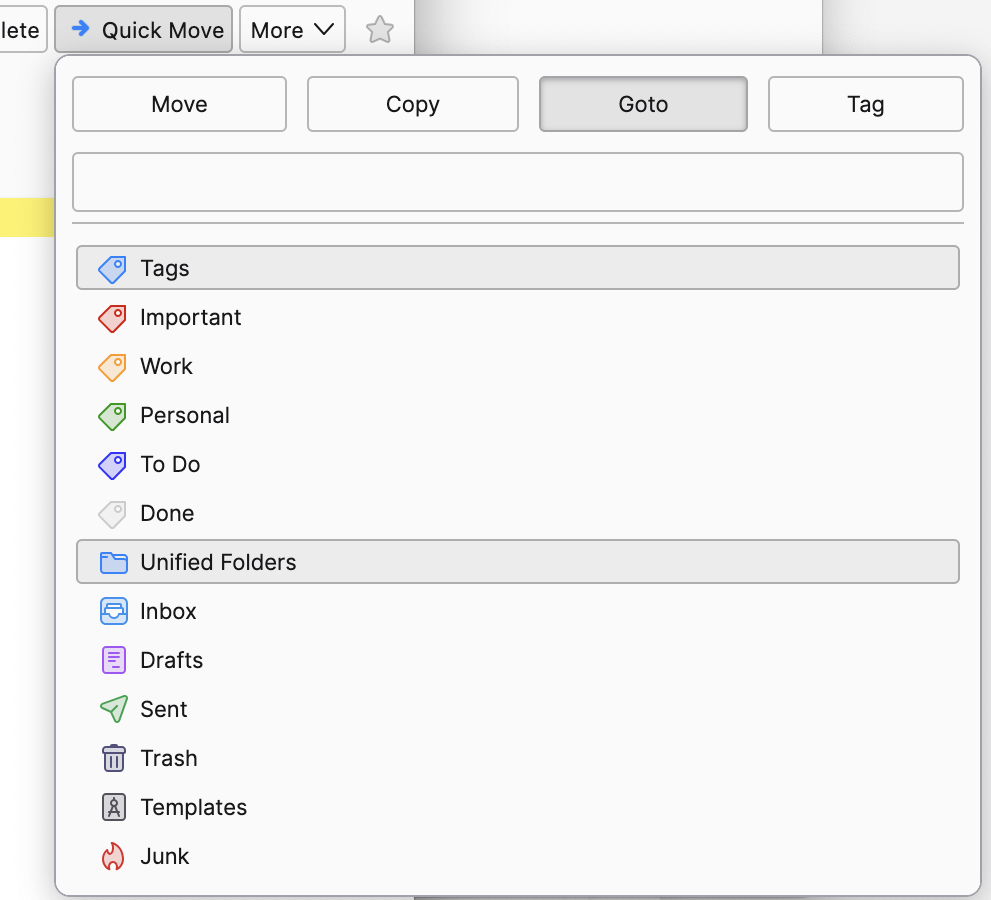 lete Quick Move More
Move Copy Goto Tag
Tags
Important
Work
Personal
To Do
Done
Unified Folders
Inbox
Drafts
Sent
Trash
Templates
Junk